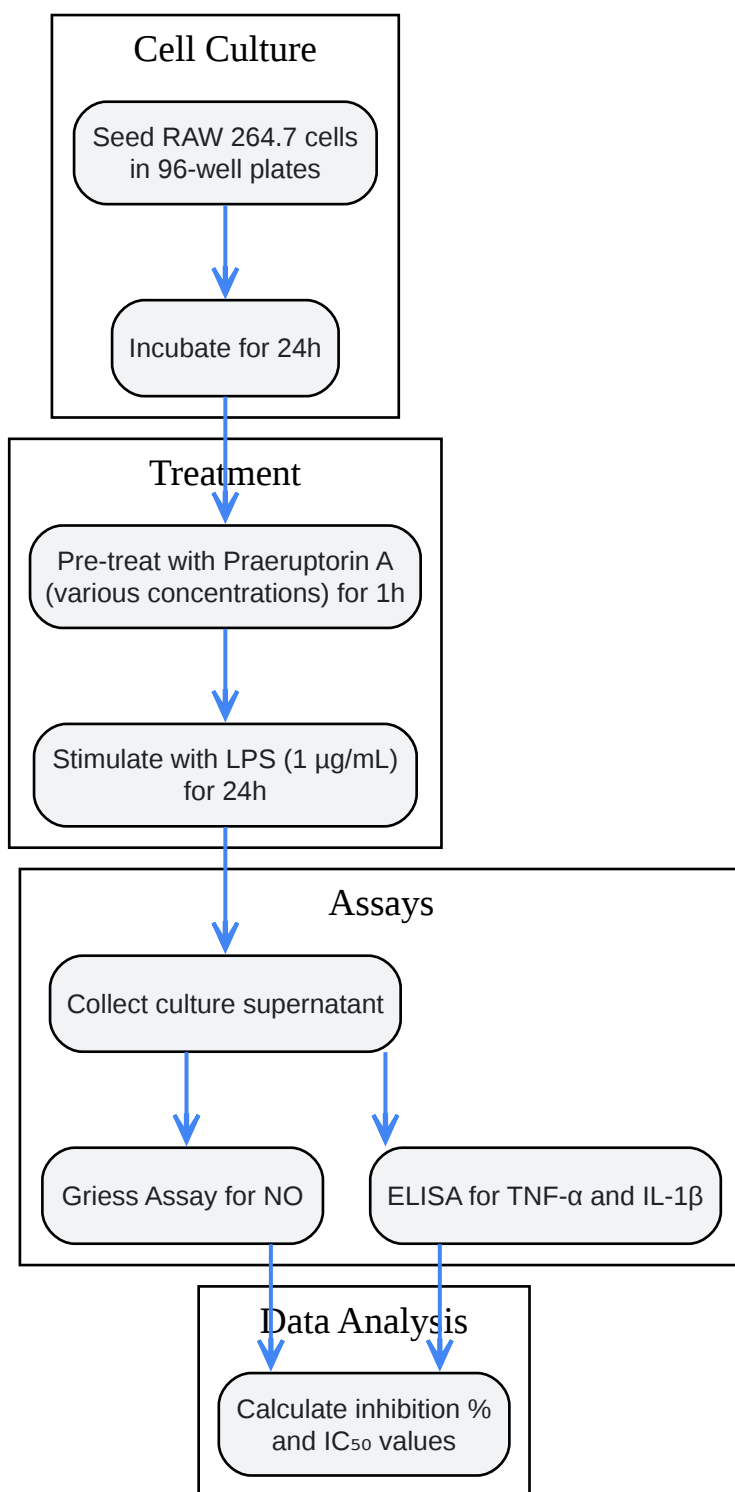 Cell Culture
Seed RAW 264.7 cells
in 96-well plates
Incubate for 24h
Treatment
Pre-treat with Praeruptorin A
(various concentrations) for 1h
Stimulate with LPS (1 µg/mL)
for 24h
Assays
Collect culture supernatant
Griess Assay for NO
ELISA for TNF-α and IL-1β
Data Analysis
Calculate inhibition %
and IC₅₀ values